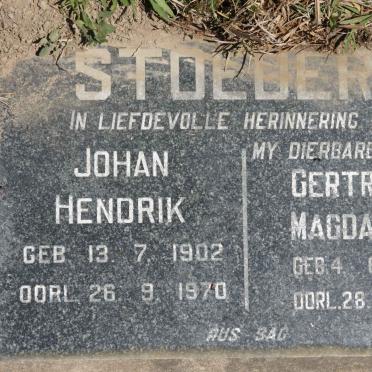 STOLBER
IN LIEFDEVOLLE HERINNERING
JOHAN
HENDRIK
GEB 13. 7. 1902
OORL. 26. 9. 1970
MY DIERBARE
GERTR
MAGDA
GEB 4.
OORL. 28.
RUS SAG